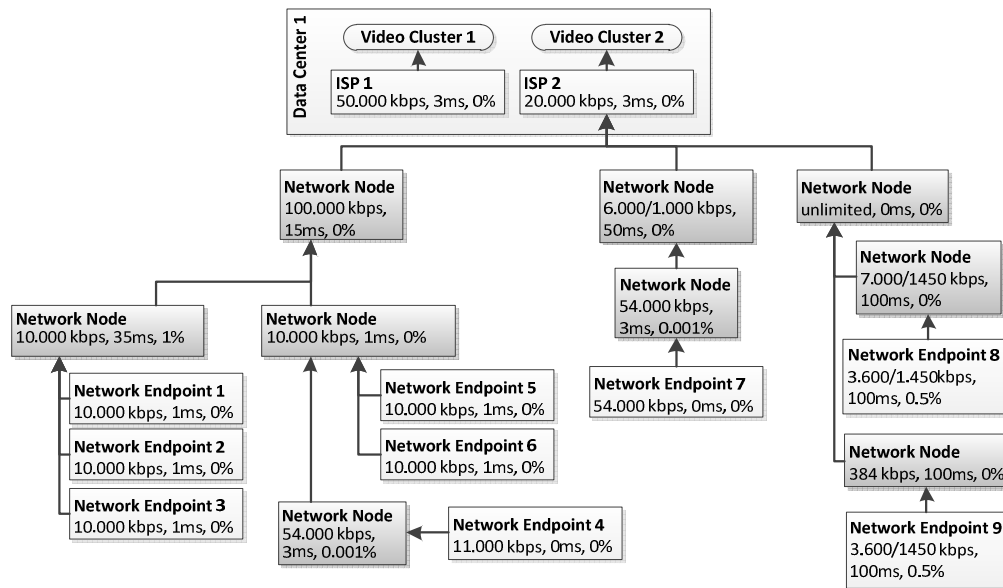 Data Center 1
Video Cluster 1
Video Cluster 2
ISP 1
50.000 kbps, 3ms, 0%
ISP 2
20.000 kbps, 3ms, 0%
Network Node
100.000 kbps,
15ms, 0%
Network Node
6.000/1.000 kbps,
50ms, 0%
Network Node
unlimited, 0ms, 0%
Network Node
7.000/1450 kbps,
100ms, 0%
Network Node
54.000 kbps,
3ms, 0.001%
Network Node
10.000 kbps, 35ms, 1%
Network Node
10.000 kbps, 1ms, 0%
Network Endpoint 8
3.600/1.450kbps,
100ms, 0.5%
Network Endpoint 1
10.000 kbps, 1ms, 0%
Network Endpoint 5
10.000 kbps, 1ms, 0%
Network Endpoint 7
54.000 kbps, 0ms, 0%
Network Endpoint 2
10.000 kbps, 1ms, 0%
Network Endpoint 6
10.000 kbps, 1ms, 0%
Network Node
384 kbps, 100ms, 0%
Network Endpoint 3
10.000 kbps, 1ms, 0%
Network Node
54.000 kbps,
3ms, 0.001%
Network Endpoint 4
11.000 kbps, 0ms, 0%
Network Endpoint 9
3.600/1450 kbps,
100ms, 0.5%